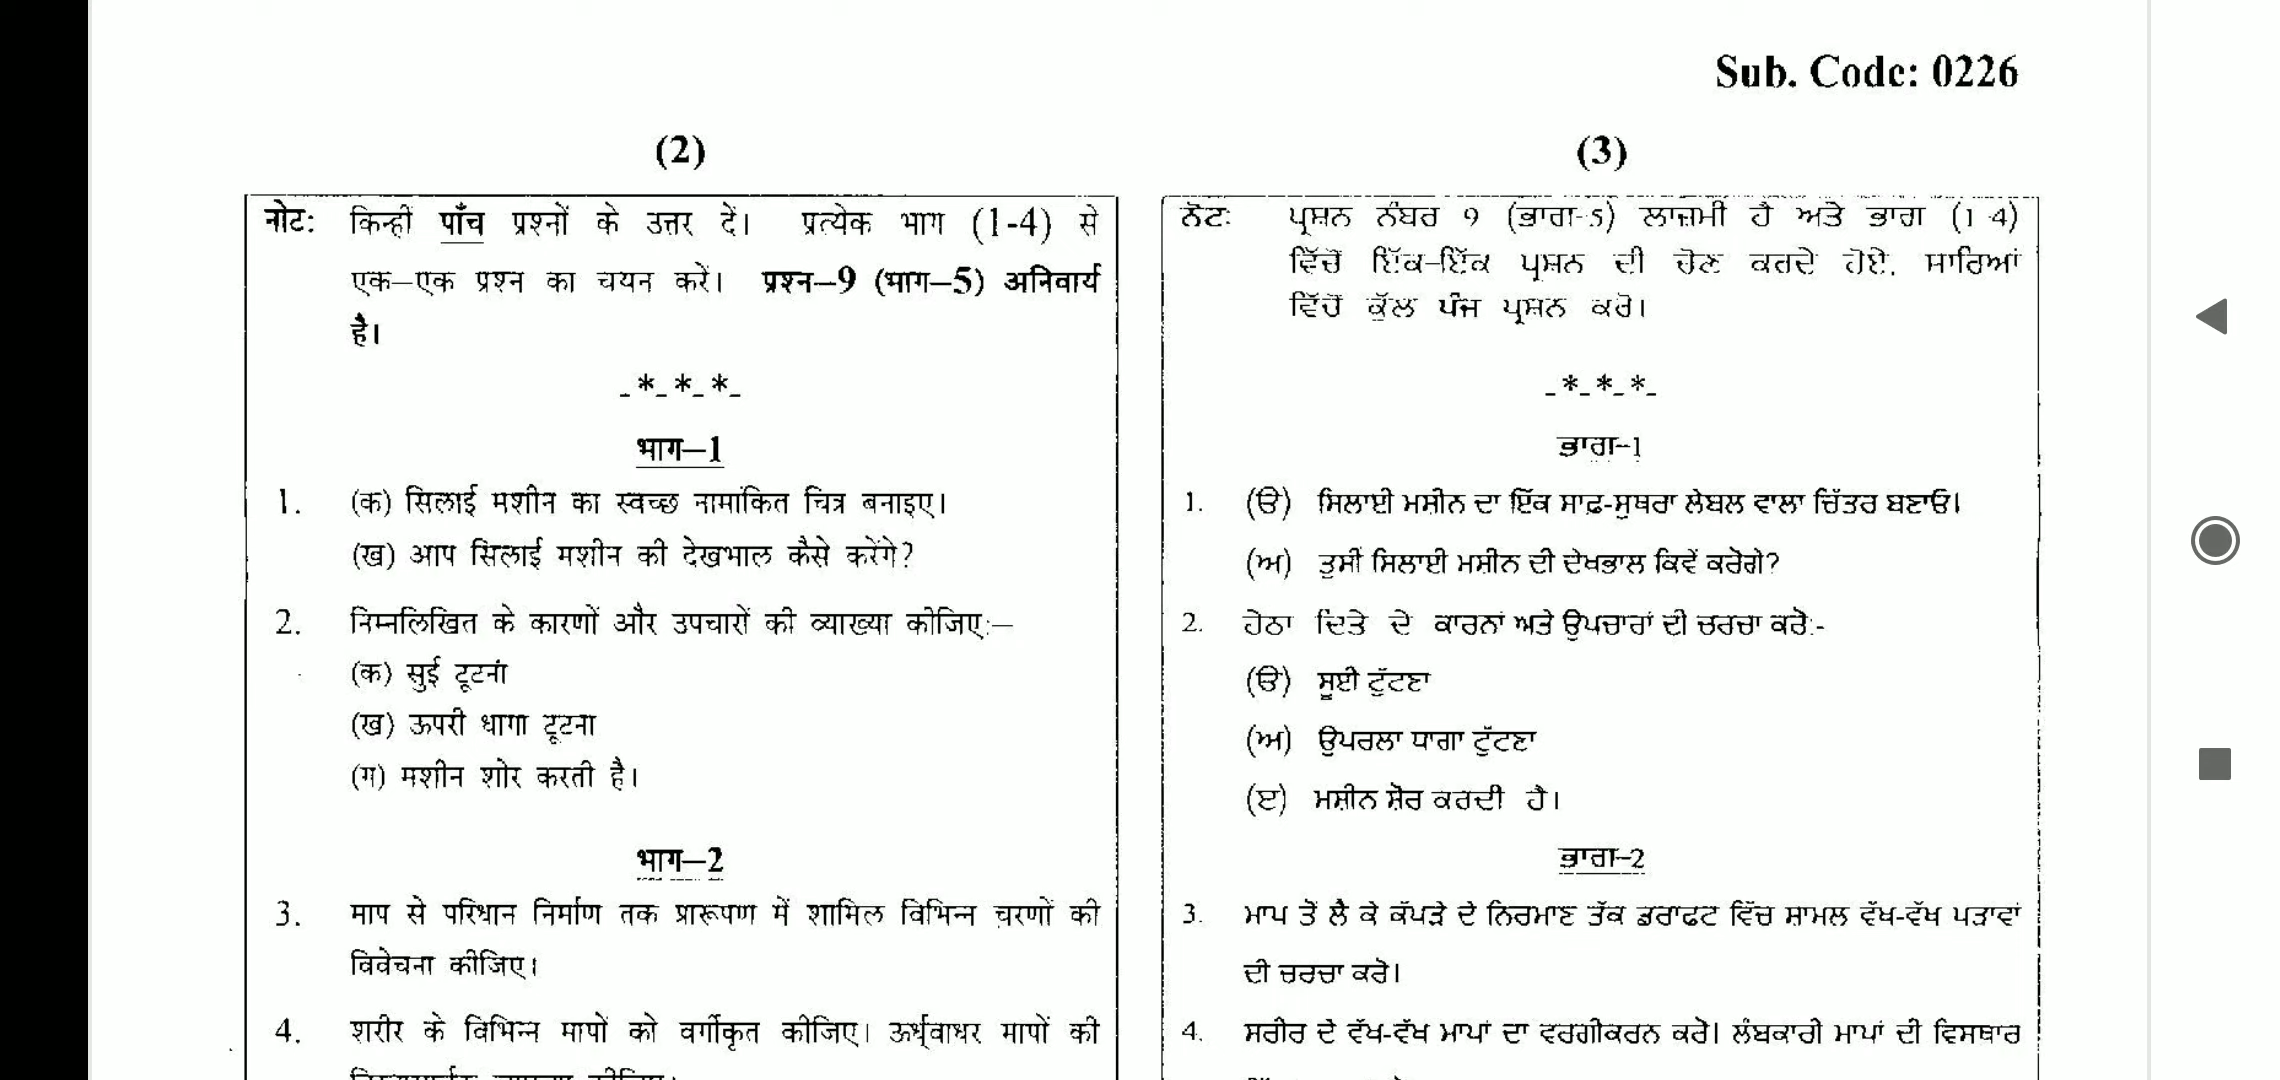 Sub. Code: 0226
(2)
नोट: किन्हीं पाँच प्रश्नों के उत्तर दें। प्रत्येक भाग (1-4) से
एक–एक प्रश्न का चयन करें। प्रश्न–9 (भाग–5) अनिवार्य
है।
-*-*-*-
भाग–1
1. (क) सिलाई मशीन का स्वच्छ नामांकित चित्र बनाइए।
(ख) आप सिलाई मशीन की देखभाल कैसे करेंगे?
2. निम्नलिखित के कारणों और उपचारों की व्याख्या कीजिए:–
(क) सुई टूटना
(ख) ऊपरी धागा टूटना
(ग) मशीन शोर करती है।
भाग–2
3. माप से परिधान निर्माण तक प्रारूपण में शामिल विभिन्न चरणों की
विवेचना कीजिए।
4. शरीर के विभिन्न मापों को वर्गीकृत कीजिए। ऊर्ध्वाधर मापों की
(3)
ਨੋਟ: ਪ੍ਰਸ਼ਨ ਨੰਬਰ 9 (ਭਾਗ-5) ਲਾਜ਼ਮੀ ਹੈ ਅਤੇ ਭਾਗ (1-4)
ਵਿੱਚੋਂ ਇੱਕ–ਇੱਕ ਪ੍ਰਸ਼ਨ ਦੀ ਚੋਣ ਕਰਦੇ ਹੋਏ, ਸਾਰਿਆਂ
ਵਿੱਚੋਂ ਕੁੱਲ ਪੰਜ ਪ੍ਰਸ਼ਨ ਕਰੋ।
-*-*-*-
ਭਾਗ–1
1. (ੳ) ਸਿਲਾਈ ਮਸ਼ੀਨ ਦਾ ਇੱਕ ਸਾਫ਼-ਸੁਥਰਾ ਲੇਬਲ ਵਾਲਾ ਚਿੱਤਰ ਬਣਾਓ।
(ਅ) ਤੁਸੀਂ ਸਿਲਾਈ ਮਸ਼ੀਨ ਦੀ ਦੇਖਭਾਲ ਕਿਵੇਂ ਕਰੋਗੇ?
2. ਹੇਠਾ ਦਿਤੇ ਦੇ ਕਾਰਨਾਂ ਅਤੇ ਉਪਚਾਰਾਂ ਦੀ ਚਰਚਾ ਕਰੋ:-
(ੳ) ਸੂਈ ਟੁੱਟਣਾ
(ਅ) ਉਪਰਲਾ ਧਾਗਾ ਟੁੱਟਣਾ
(ੲ) ਮਸ਼ੀਨ ਸ਼ੋਰ ਕਰਦੀ ਹੈ।
ਭਾਗ–2
3. ਮਾਪ ਤੋਂ ਲੈ ਕੇ ਕੱਪੜੇ ਦੇ ਨਿਰਮਾਣ ਤੱਕ ਡਰਾਫਟ ਵਿੱਚ ਸ਼ਾਮਲ ਵੱਖ-ਵੱਖ ਪੜਾਵਾਂ
ਦੀ ਚਰਚਾ ਕਰੋ।
4. ਸਰੀਰ ਦੇ ਵੱਖ-ਵੱਖ ਮਾਪਾਂ ਦਾ ਵਰਗੀਕਰਨ ਕਰੋ। ਲੰਬਕਾਰੀ ਮਾਪਾਂ ਦੀ ਵਿਸਥਾਰ